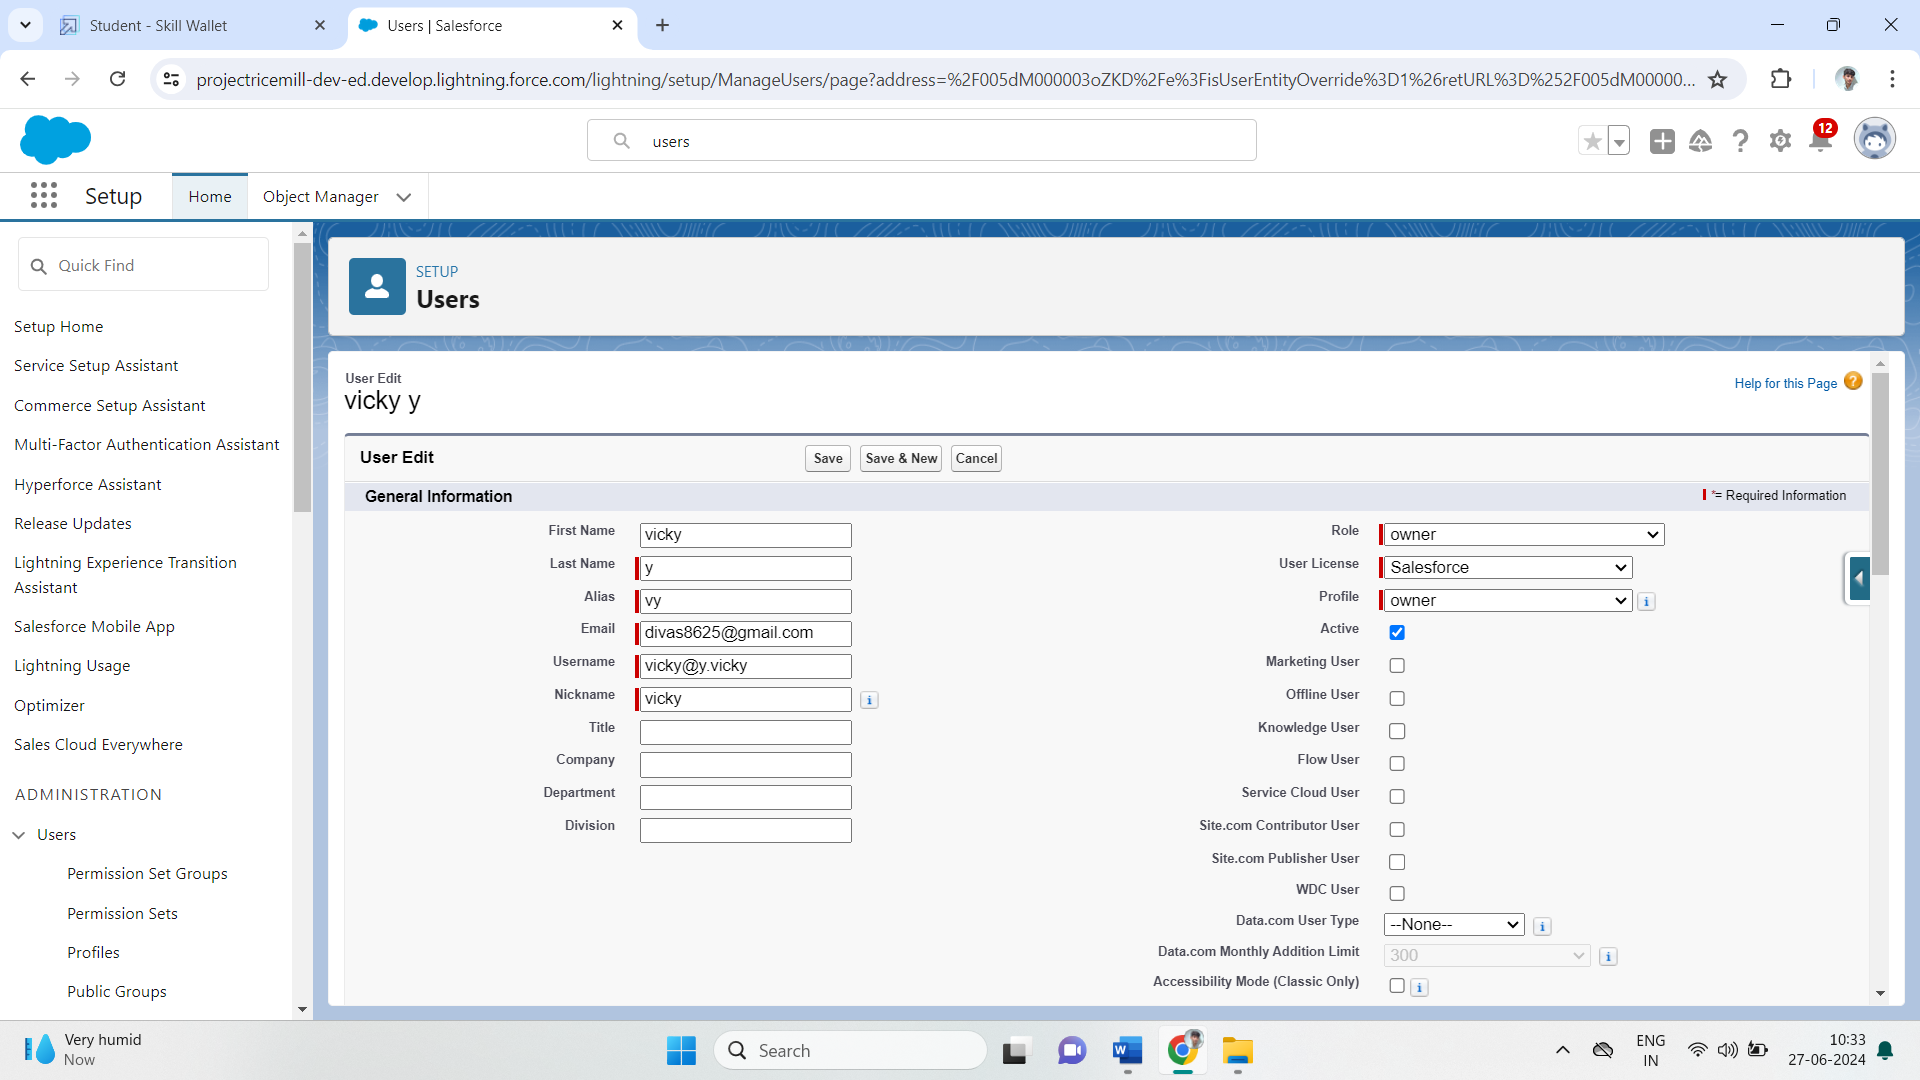 Student - Skill Wallet
Users | Salesforce
projectricemill-dev-ed.develop.lightning.force.com/lightning/setup/ManageUsers/page?address=%2F005dM000003oZKD%2Fe%3FisUserEntityOverride%3D1%26retURL%3D%252F005dM00000...
users
12
Setup
Home
Object Manager
Quick Find
Setup Home
Service Setup Assistant
Commerce Setup Assistant
Multi-Factor Authentication Assistant
Hyperforce Assistant
Release Updates
Lightning Experience Transition
Assistant
Salesforce Mobile App
Lightning Usage
Optimizer
Sales Cloud Everywhere
ADMINISTRATION
Users
Permission Set Groups
Permission Sets
Profiles
Public Groups
SETUP
Users
User Edit
vicky y
Help for this Page
User Edit
Save
Save & New
Cancel
General Information
*= Required Information
First Name vicky
Last Name y
Alias vy
Email divas8625@gmail.com
Username vicky@y.vicky
Nickname vicky
Title
Company
Department
Division
Role owner
User License Salesforce
Profile owner
Active
Marketing User
Offline User
Knowledge User
Flow User
Service Cloud User
Site.com Contributor User
Site.com Publisher User
WDC User
Data.com User Type --None--
Data.com Monthly Addition Limit 300
Accessibility Mode (Classic Only)
Very humid
Now
Search
ENG
IN
10:33
27-06-2024